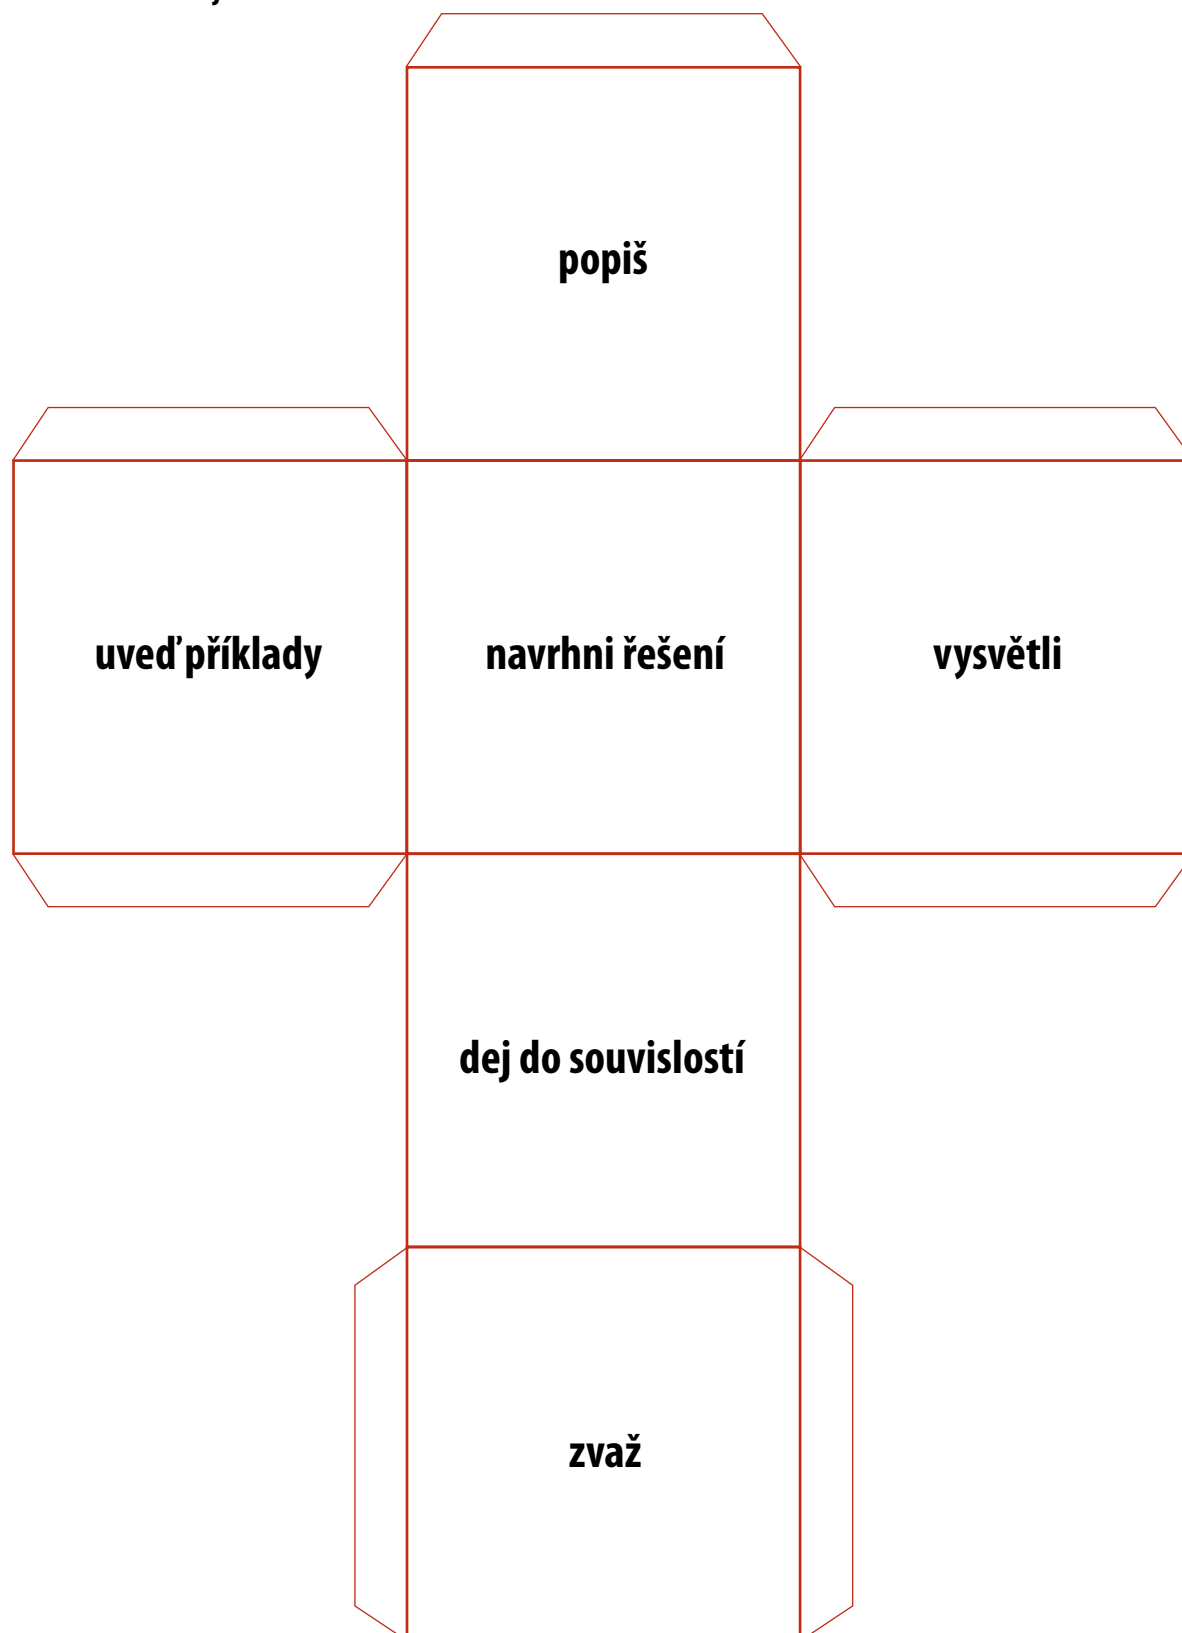 popiš
uveď příklady
navrhni řešení
vysvětli
dej do souvislostí
zvaž